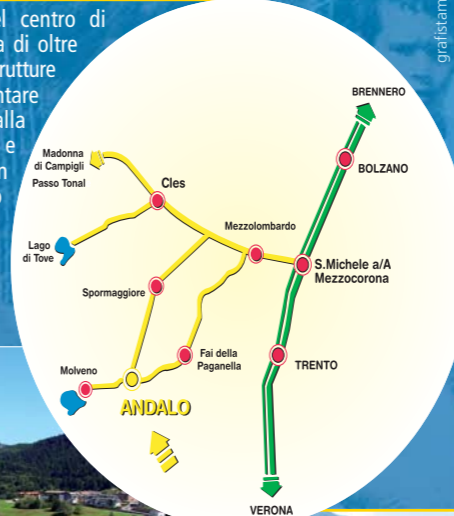 el centro di
a di oltre
rutture
ntare
alla
e
grafistam
BRENNERO
BOLZANO
Madonna
di Campigli
Passo Tonal
Cles
Mezzolombardo
Lago
di Tove
S.Michele a/A
Mezzocorona
Spormaggiore
Fai della
Paganella
TRENTO
Molveno
ANDALO
VERONA